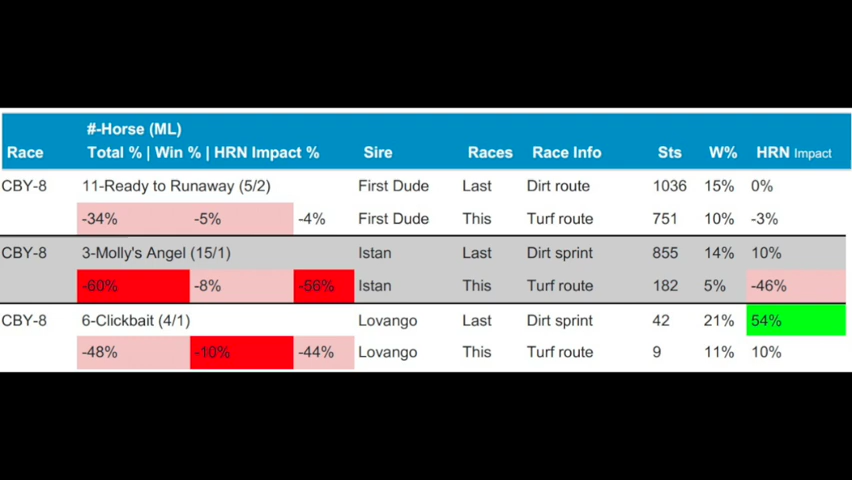 #-Horse (ML)
Race Total % | Win % | HRN Impact % Sire Races Race Info Sts W% HRN Impact
CBY-8 11-Ready to Runaway (5/2) First Dude Last Dirt route 1036 15% 0%
-34% -5% -4% First Dude This Turf route 751 10% -3%
CBY-8 3-Molly's Angel (15/1) Istan Last Dirt sprint 855 14% 10%
-60% -8% -56% Istan This Turf route 182 5% -46%
CBY-8 6-Clickbait (4/1) Lovango Last Dirt sprint 42 21% 54%
-48% -10% -44% Lovango This Turf route 9 11% 10%